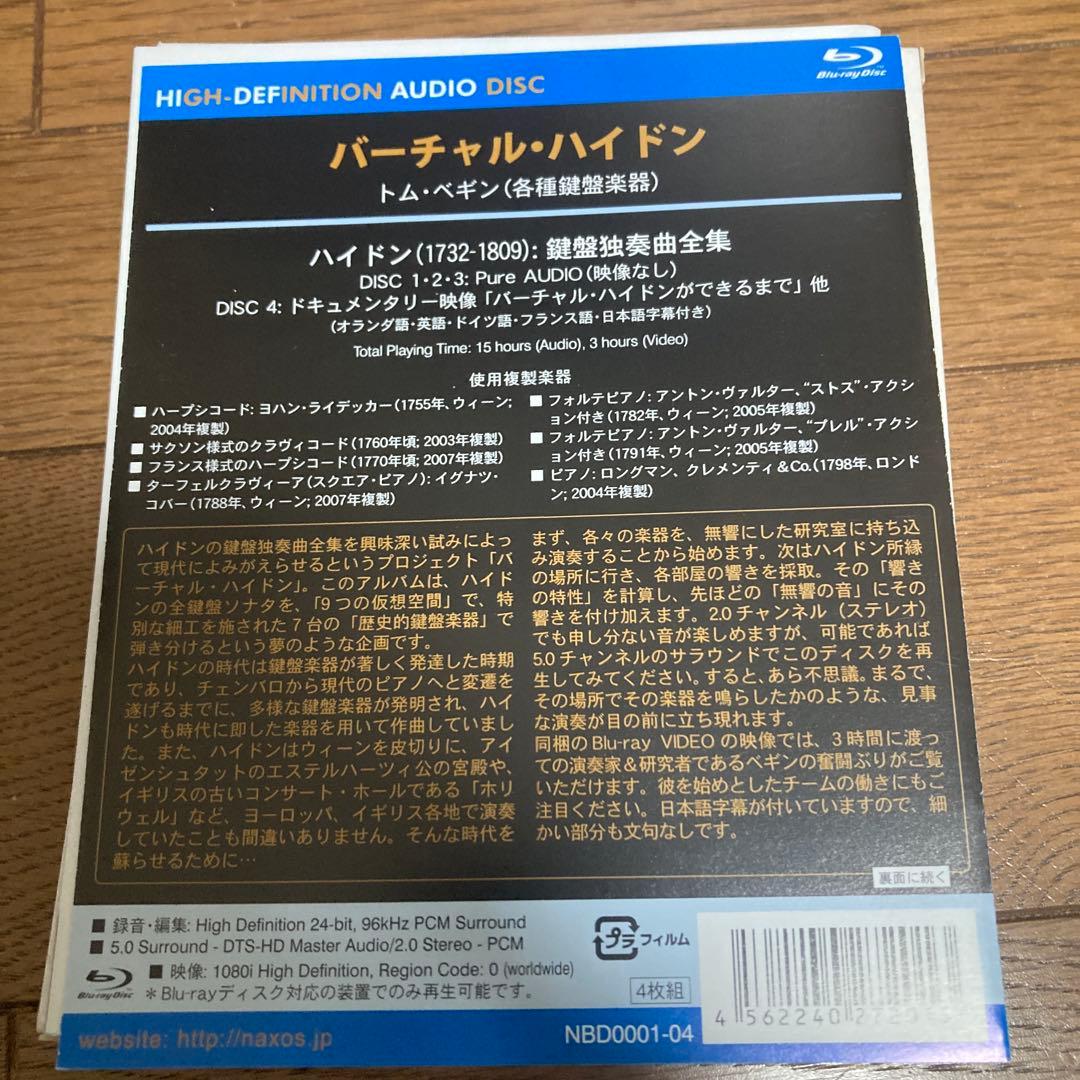 Blu-ray Disc
HIGH-DEFINITION AUDIO DISC
バーチャル・ハイドン
トム・ベギン(各種鍵盤楽器)
ハイドン(1732-1809): 鍵盤独奏曲全集
DISC 1・2・3: Pure AUDIO(映像なし)
DISC 4: ドキュメンタリー映像「バーチャル・ハイドンができるまで」他
(オランダ語・英語・ドイツ語・フランス語・日本語字幕付き)
Total Playing Time: 15 hours (Audio), 3 hours (Video)
使用複製楽器
■ ハープシコード: ヨハン・ライデッカー(1755年、ウィーン;
2004年複製)
■ サクソン様式のクラヴィコード(1760年頃; 2003年複製)
■ フランス様式のハープシコード(1770年頃; 2007年複製)
■ ターフェルクラヴィーア(スクエア・ピアノ): イグナツ・
コバー(1788年、ウィーン; 2007年複製)
■ フォルテピアノ: アントン・ヴァルター、“ストス”・アクシ
ョン付き(1782年、ウィーン; 2005年複製)
■ フォルテピアノ: アントン・ヴァルター、“プレル”・アクシ
ョン付き(1791年、ウィーン; 2005年複製)
■ ピアノ: ロングマン、クレメンティ&Co.(1798年、ロンド
ン; 2004年複製)
ハイドンの鍵盤独奏曲全集を興味深い試みによっ
て現代によみがえらせるというプロジェクト「バ
ーチャル・ハイドン」。このアルバムは、ハイド
ンの全鍵盤ソナタを、「9つの仮想空間」で、特
別な細工を施された7台の「歴史的鍵盤楽器」で
弾き分けるという夢のような企画です。
ハイドンの時代は鍵盤楽器が著しく発達した時期
であり、チェンバロから現代のピアノへと変遷を
遂げるまでに、多様な鍵盤楽器が発明され、ハイ
ドンも時代に即した楽器を用いて作曲していまし
た。また、ハイドンはウィーンを皮切りに、アイ
ゼンシュタットのエステルハーツィ公の宮殿や、
イギリスの古いコンサート・ホールである「ホリ
ウェル」など、ヨーロッパ、イギリス各地で演奏
していたことも間違いありません。そんな時代を
蘇らせるために…
まず、各々の楽器を、無響にした研究室に持ち込
み演奏することから始めます。次はハイドン所縁
の場所に行き、各部屋の響きを採取。その「響き
の特性」を計算し、先ほどの「無響の音」にその
響きを付け加えます。2.0チャンネル(ステレオ)
でも申し分ない音が楽しめますが、可能であれば
5.0チャンネルのサラウンドでこのディスクを再
生してみてください。すると、あら不思議。まるで、
その場所でその楽器を鳴らしたかのような、見事
な演奏が目の前に立ち現れます。
同梱のBlu-ray VIDEOの映像では、3時間に渡っ
ての演奏家&研究者であるベギンの奮闘ぶりがご覧
いただけます。彼を始めとしたチームの働きにもご
注目ください。日本語字幕が付いていますので、細
かい部分も文句なしです。
裏面に続く
■ 録音・編集: High Definition 24-bit, 96kHz PCM Surround
■ 5.0 Surround - DTS-HD Master Audio/2.0 Stereo - PCM
■ 映像: 1080i High Definition, Region Code: 0 (worldwide)
Blu-ray Disc
*Blu-rayディスク対応の装置でのみ再生可能です。
プラ フィルム
4枚組
4 562240
website: http://naxos.jp
NBD0001-04